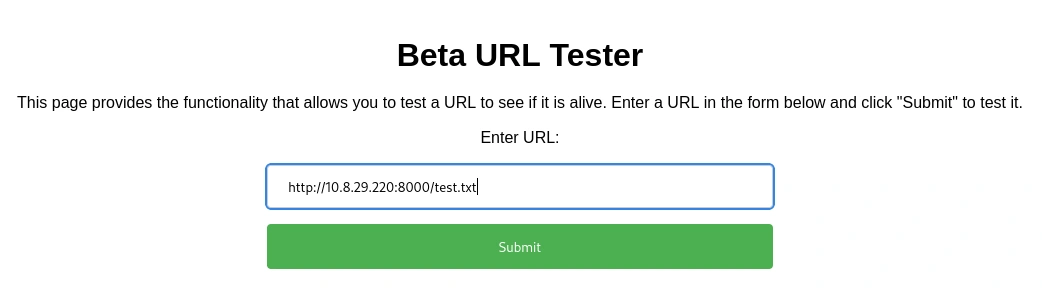 Beta URL Tester
This page provides the functionality that allows you to test a URL to see if it is alive. Enter a URL in the form below and click "Submit" to test it.
Enter URL:
http://10.8.29.220:8000/test.txt
Submit